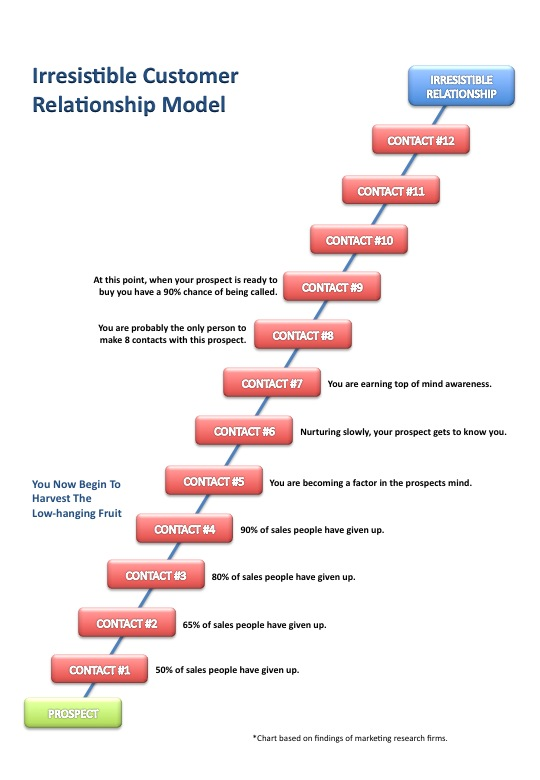 Irresistible Customer
Relationship Model
IRRESISTIBLE
RELATIONSHIP
CONTACT #12
CONTACT #11
CONTACT #10
At this point, when your prospect is ready to
buy you have a 90% chance of being called.
CONTACT #9
You are probably the only person to
make 8 contacts with this prospect.
CONTACT #8
CONTACT #7
You are earning top of mind awareness.
CONTACT #6
Nurturing slowly, your prospect gets to know you.
You Now Begin To
Harvest The
Low-hanging Fruit
CONTACT #5
You are becoming a factor in the prospects mind.
CONTACT #4
90% of sales people have given up.
CONTACT #3
80% of sales people have given up.
CONTACT #2
65% of sales people have given up.
CONTACT #1
50% of sales people have given up.
PROSPECT
*Chart based on findings of marketing research firms.